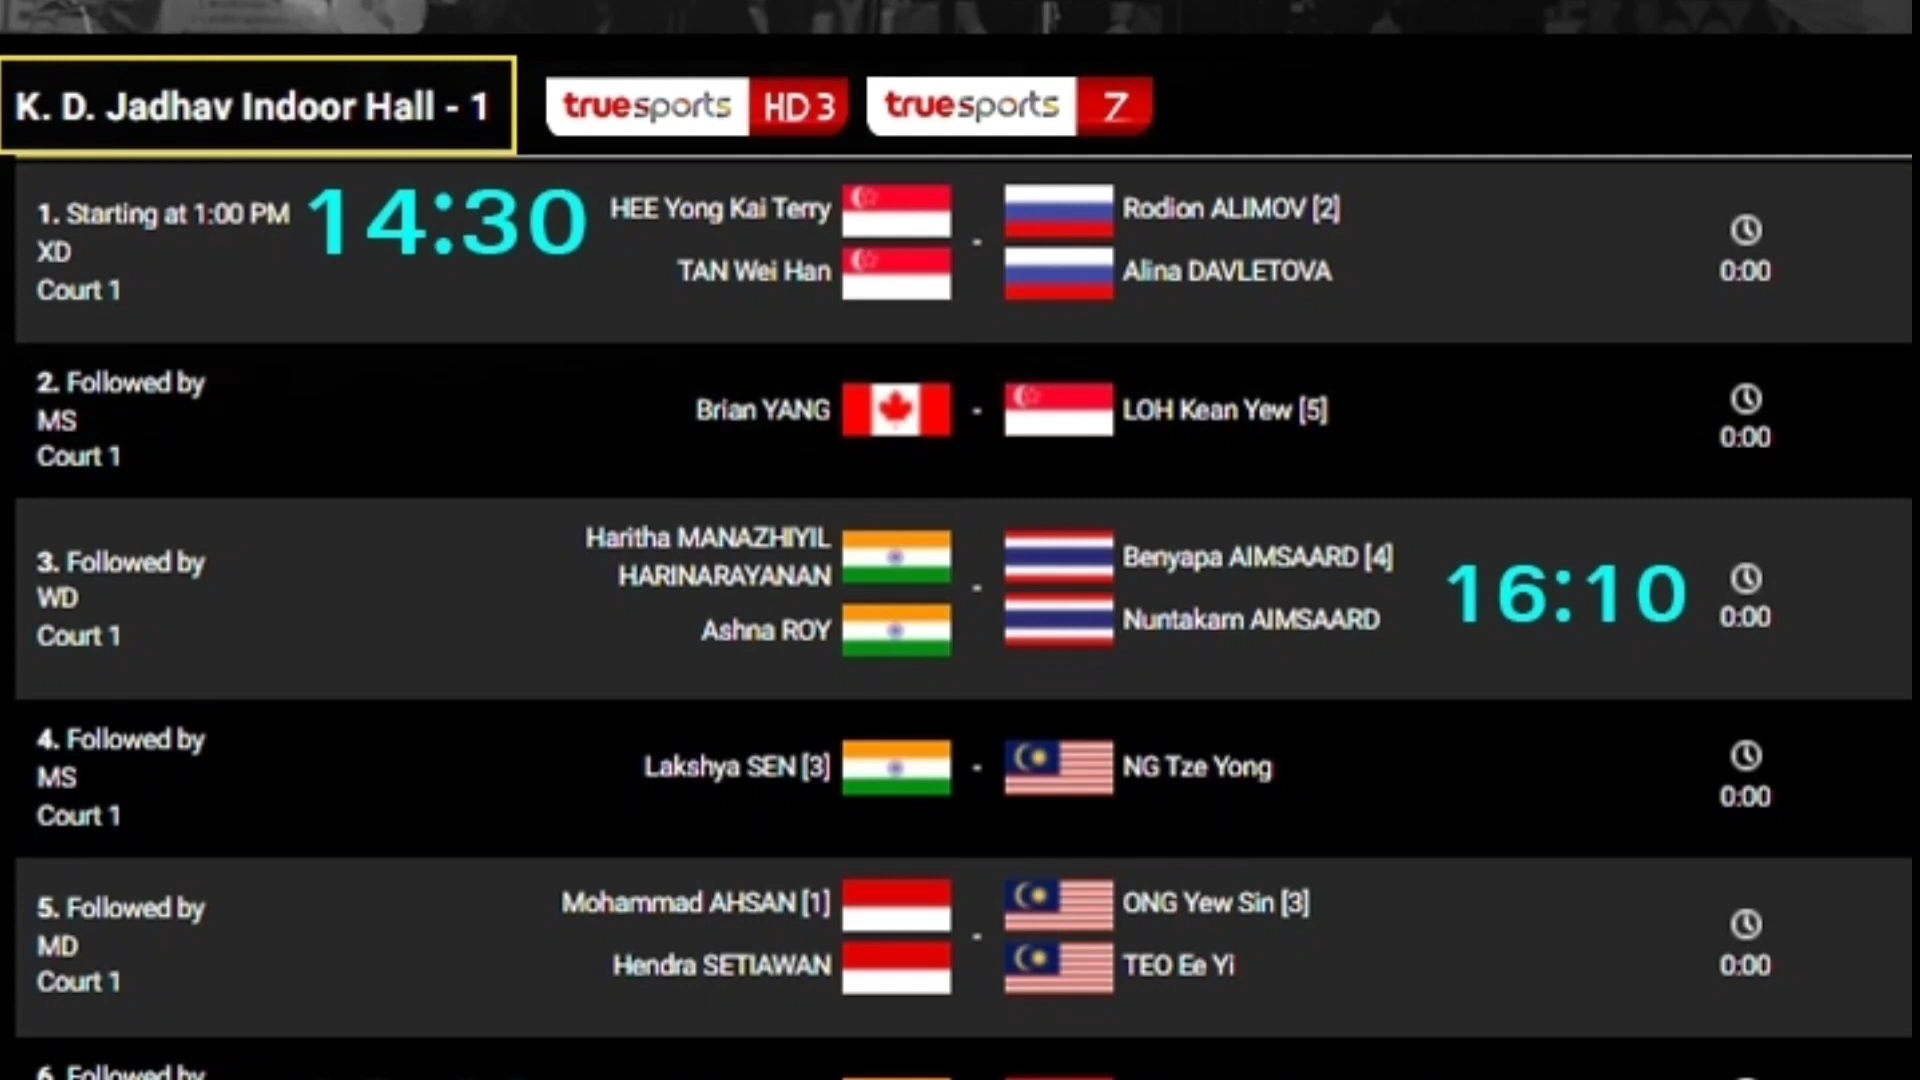 K. D. Jadhav Indoor Hall - 1
truesports HD 3
truesports 7
1. Starting at 1:00 PM
14:30
XD
Court 1
HEE Yong Kai Terry
TAN Wei Han
-
Rodion ALIMOV [2]
Alina DAVLETOVA
0:00
2. Followed by
MS
Court 1
Brian YANG
-
LOH Kean Yew [5]
0:00
3. Followed by
WD
Court 1
Haritha MANAZHIYIL
HARINARAYANAN
Ashna ROY
-
Benyapa AIMSAARD [4]
Nuntakarn AIMSAARD
16:10
0:00
4. Followed by
MS
Court 1
Lakshya SEN [3]
-
NG Tze Yong
0:00
5. Followed by
MD
Court 1
Mohammad AHSAN [1]
Hendra SETIAWAN
-
ONG Yew Sin [3]
TEO Ee Yi
0:00
6. Followed by